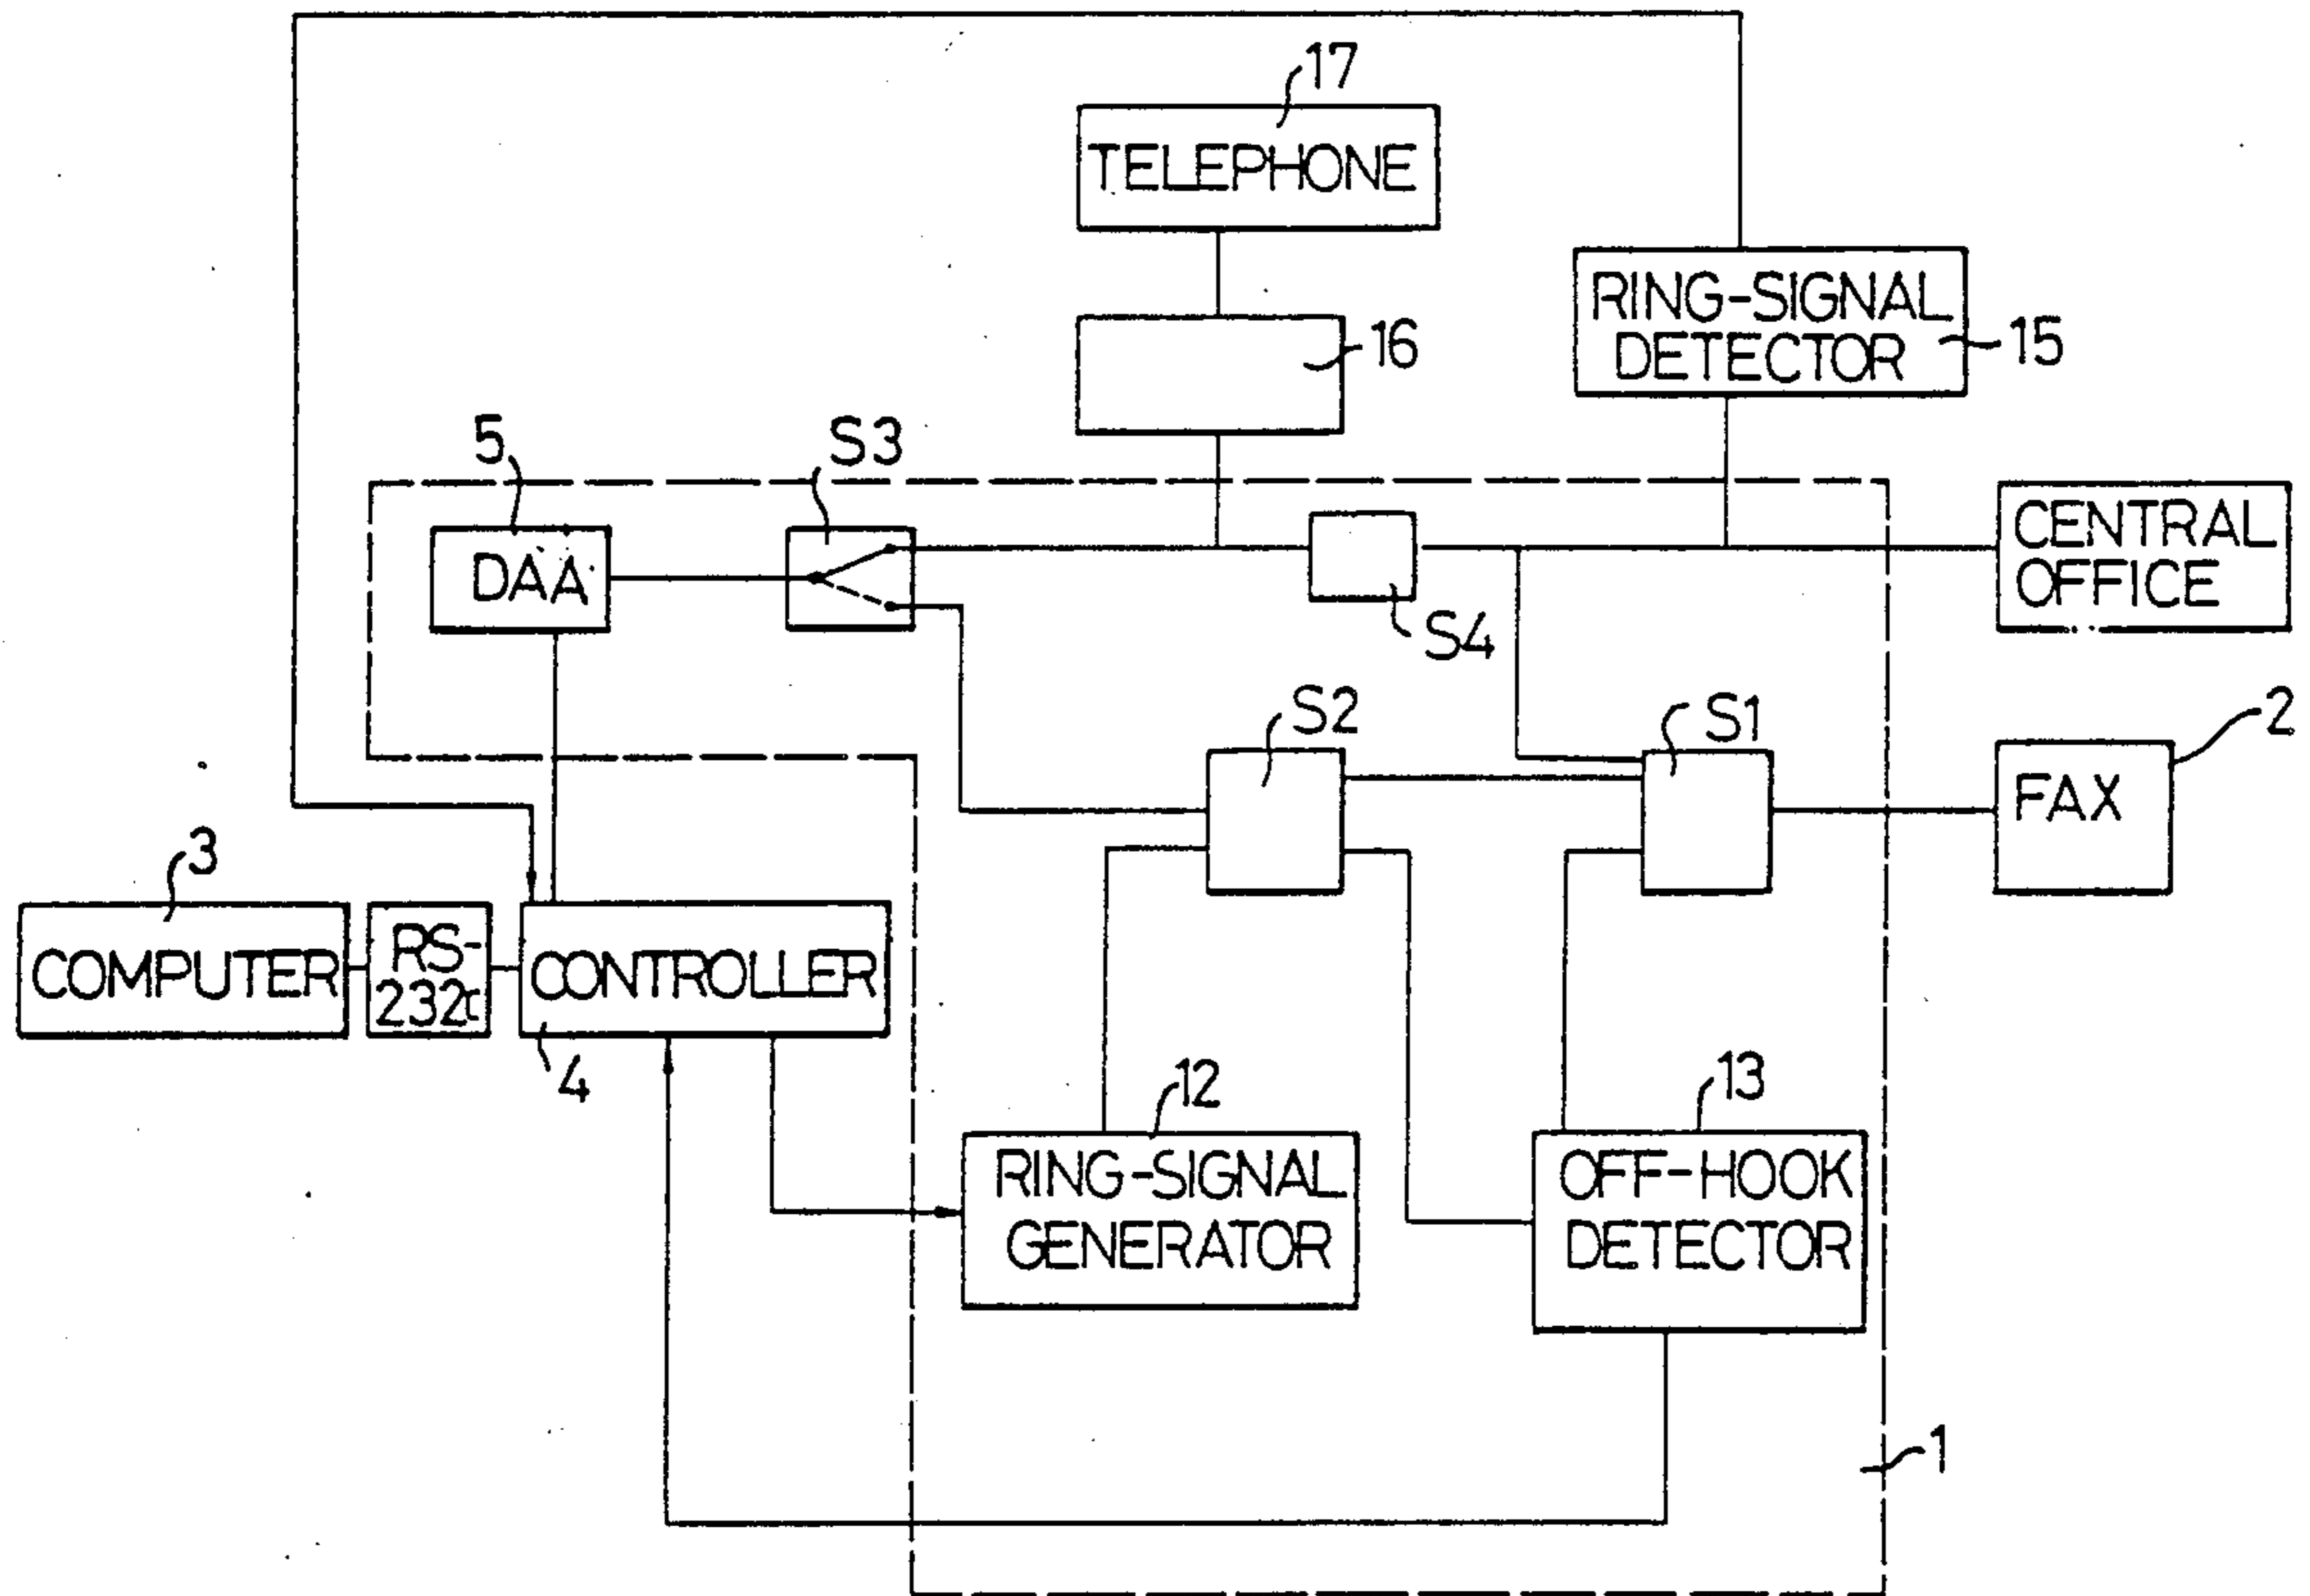 17
TELEPHONE
RING-SIGNAL
DETECTOR
15
16
5
S3
DAA
S4
CENTRAL
OFFICE
S2
S1
2
FAX
3
COMPUTER
RS-
232c
CONTROLLER
4
12
RING-SIGNAL
GENERATOR
13
OFF-HOOK
DETECTOR
1